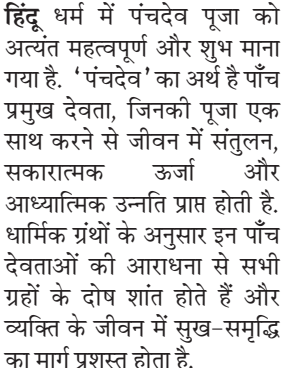 हिंदू धर्म में पंचदेव पूजा को
अत्यंत महत्वपूर्ण और शुभ माना
गया है. ‘पंचदेव’ का अर्थ है पाँच
प्रमुख देवता, जिनकी पूजा एक
साथ करने से जीवन में संतुलन,
सकारात्मक ऊर्जा और
आध्यात्मिक उन्नति प्राप्त होती है.
धार्मिक ग्रंथों के अनुसार इन पाँच
देवताओं की आराधना से सभी
ग्रहों के दोष शांत होते हैं और
व्यक्ति के जीवन में सुख-समृद्धि
का मार्ग प्रशस्त होता है.